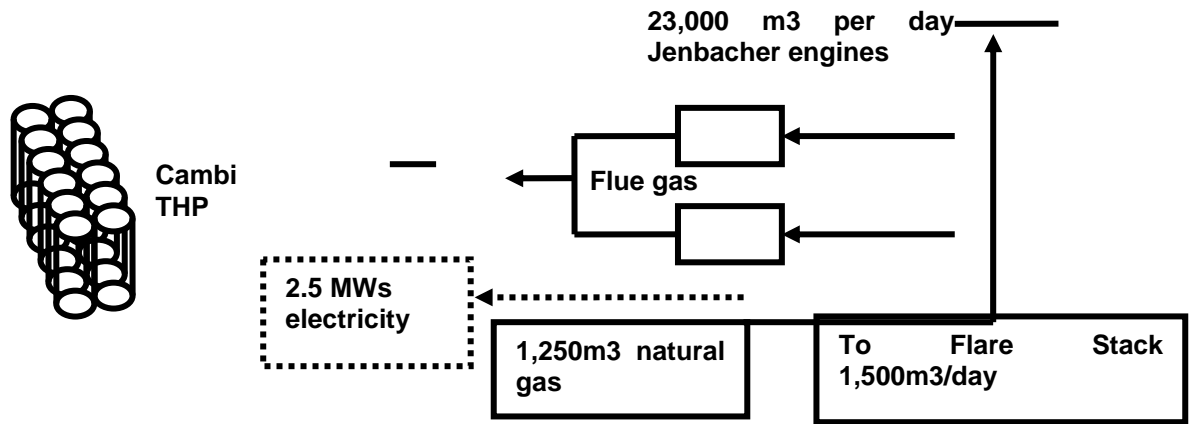 23,000 m3 per day
Jenbacher engines
Cambi
THP
Flue gas
2.5 MWs
electricity
1,250m3 natural
gas
To Flare Stack
1,500m3/day